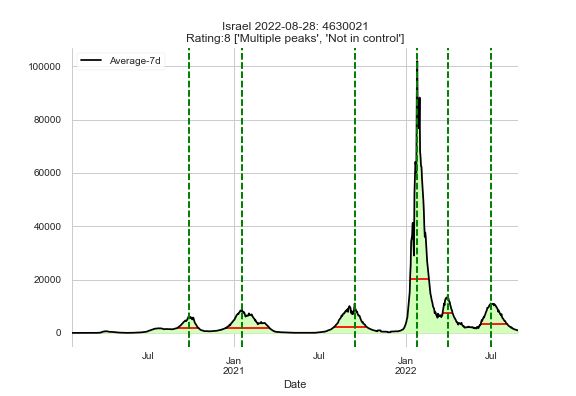 Israel 2022-08-28: 4630021
Rating:8 ['Multiple peaks', 'Not in control']
Average-7d
100000
80000
60000
40000
20000
0
Jul
Jan
2021
Jul
Jan
2022
Jul
Date